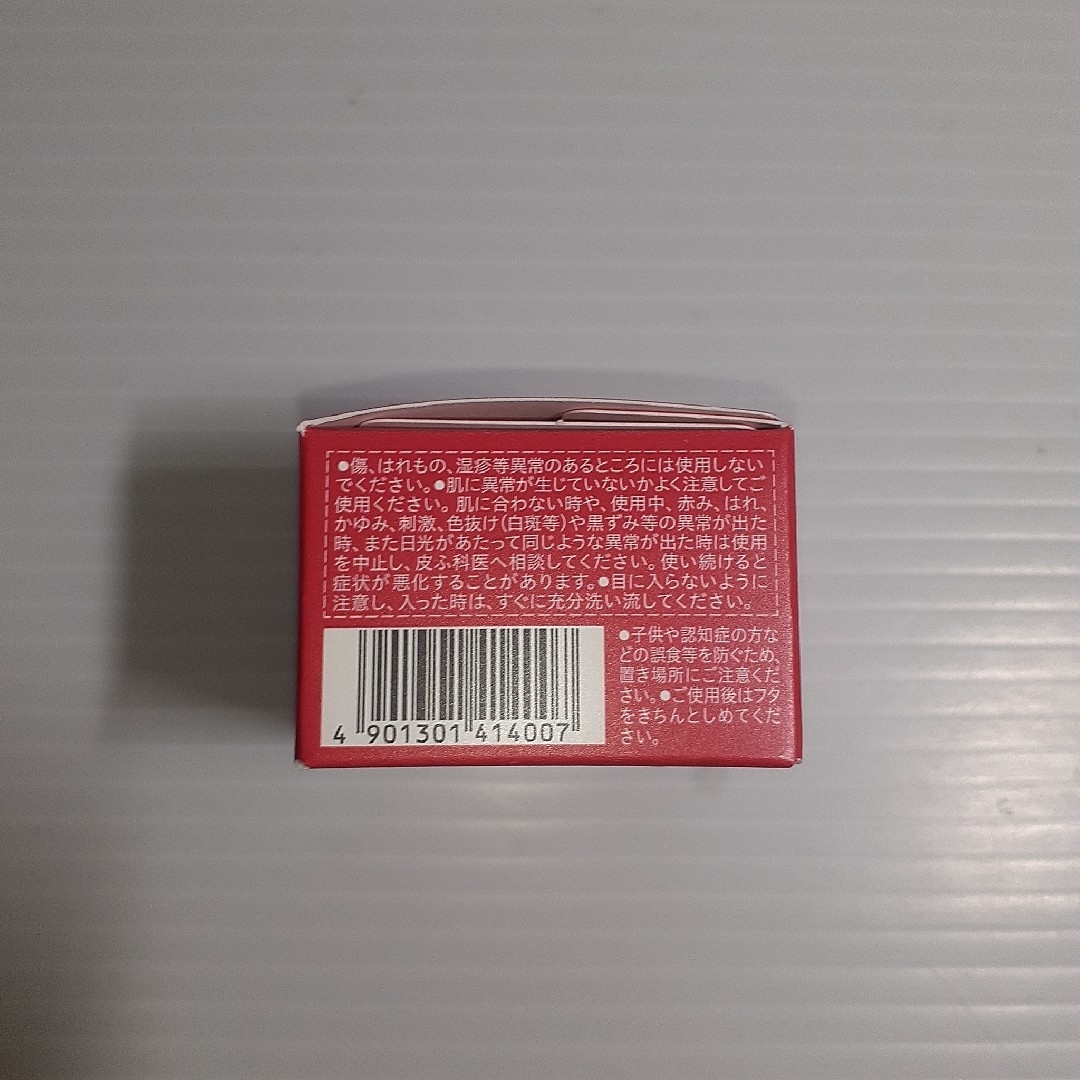 ●傷、はれもの、湿疹等異常のあるところには使用しない
でください。●肌に異常が生じていないかよく注意してご
使用ください。肌に合わない時や、使用中、赤み、はれ、
かゆみ、刺激、色抜け(白斑等)や黒ずみ等の異常が出た
時、また日光があたって同じような異常が出た時は使用
を中止し、皮ふ科医へ相談してください。使い続けると
症状が悪化することがあります。●目に入らないように
注意し、入った時は、すぐに充分洗い流してください。
4 901301 414007
●子供や認知症の方な
どの誤食等を防ぐため、
置き場所にご注意くだ
さい。●ご使用後はフタ
をきちんとしめてくだ
さい。